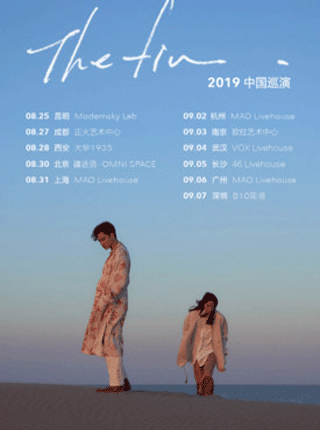 The fin.
2019 中国巡演
08.25 昆明 Modernsky Lab
08.27 成都 正火艺术中心
08.28 西安 大华1935
08.30 北京 疆进酒·OMNI SPACE
08.31 上海 MAO Livehouse
09.02 杭州 MAO Livehouse
09.03 南京 欧拉艺术中心
09.04 武汉 VOX Livehouse
09.05 长沙 46 Livehouse
09.06 广州 MAO Livehouse
09.07 深圳 B10现场